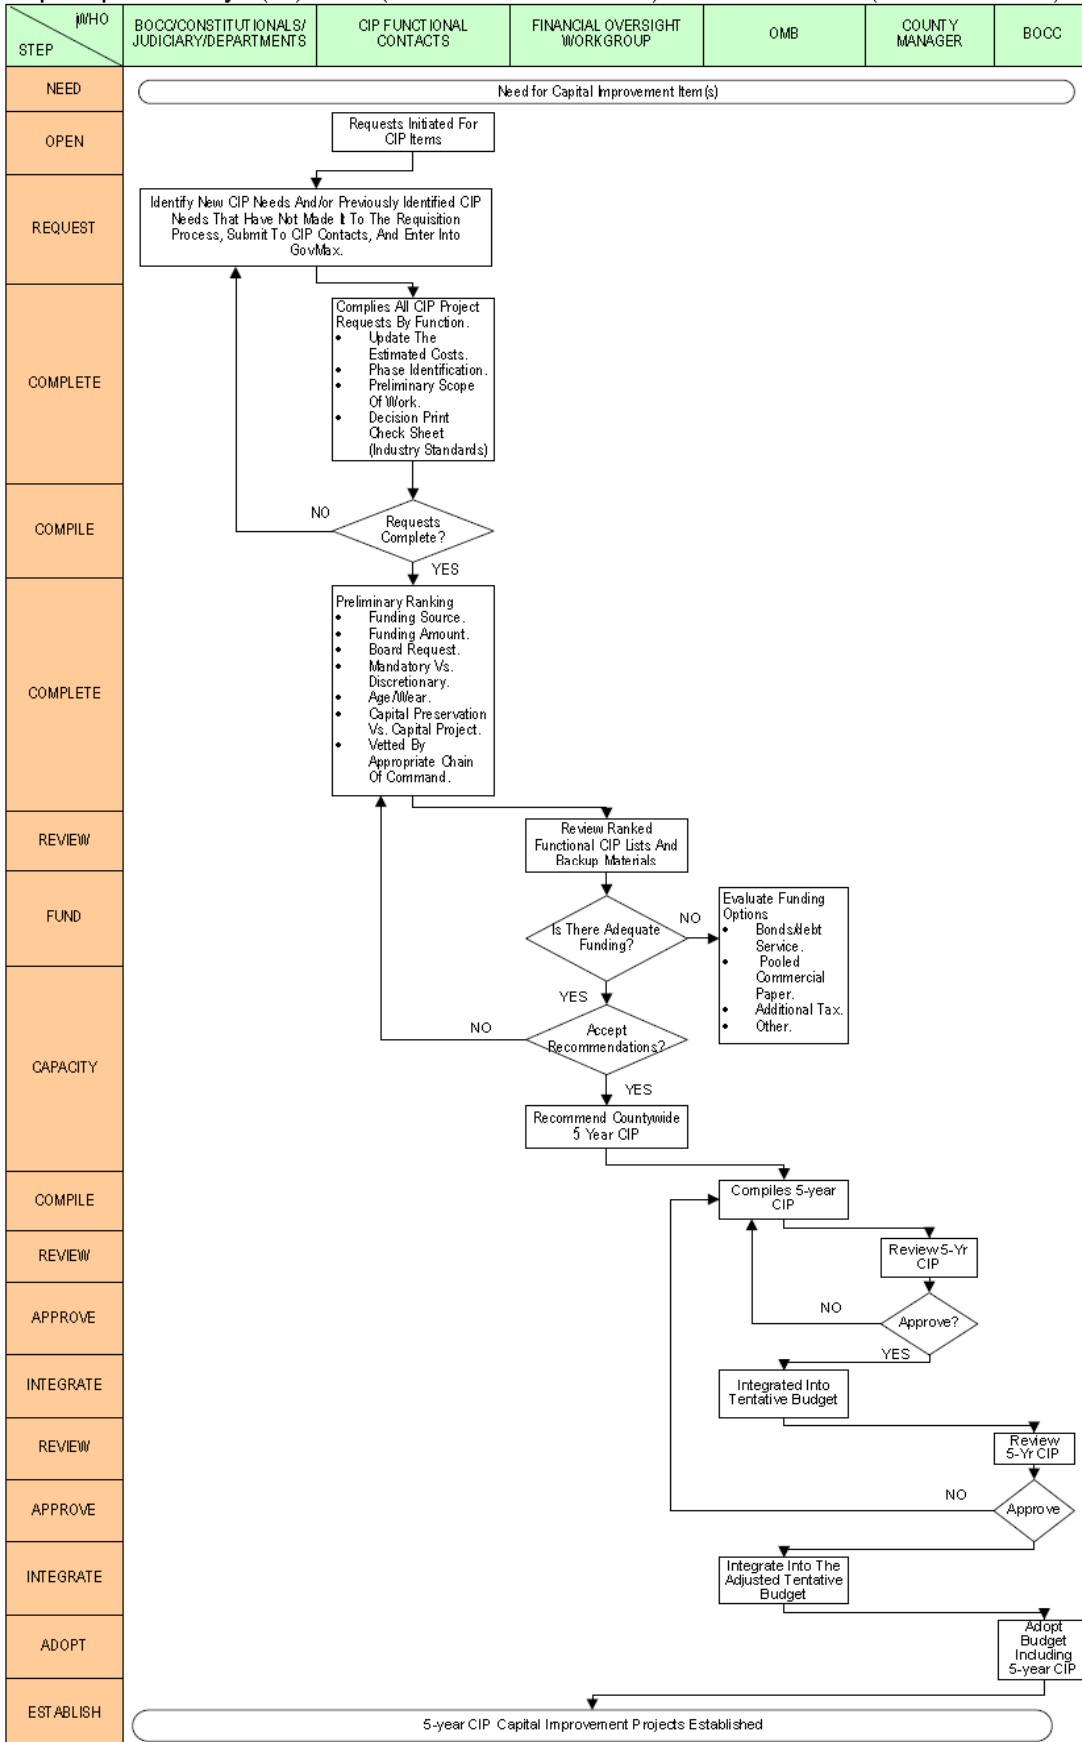 WHO
STEP
BOCC/CONSTITUTIONALS/
JUDICIARY/DEPARTMENTS
CIP FUNCTIONAL
CONTACTS
FINANCIAL OVERSIGHT
WORKGROUP
OMB
COUNTY
MANAGER
BOCC
NEED
Need for Capital Improvement Item(s)
OPEN
Requests Initiated For
CIP Items
REQUEST
Identify New CIP Needs And/or Previously Identified CIP
Needs That Have Not Made It To The Requisition
Process, Submit To CIP Contacts, And Enter Into
GovMax.
COMPLETE
Complies All CIP Project
Requests By Function.
• Update The
Estimated Costs.
• Phase Identification.
• Preliminary Scope
Of Work.
• Decision Print
Check Sheet
(Industry Standards)
COMPILE
NO
Requests
Complete?
YES
COMPLETE
Preliminary Ranking
• Funding Source.
• Funding Amount.
• Board Request.
• Mandatory Vs.
Discretionary.
• Age/Wear.
• Capital Preservation
Vs. Capital Project.
• Vetted By
Appropriate Chain
Of Command.
REVIEW
Review Ranked
Functional CIP Lists And
Backup Materials
FUND
Is There Adequate
Funding?
NO
Evaluate Funding
Options
• Bonds/debt
Service.
• Pooled
Commercial
Paper.
• Additional Tax.
• Other.
YES
CAPACITY
NO
Accept
Recommendations?
YES
Recommend Countywide
5 Year CIP
COMPILE
Compiles 5-year
CIP
REVIEW
Review 5-Yr
CIP
APPROVE
NO
Approve?
YES
INTEGRATE
Integrated Into
Tentative Budget
REVIEW
Review
5-Yr CIP
APPROVE
NO
Approve
INTEGRATE
Integrate Into The
Adjusted Tentative
Budget
ADOPT
Adopt
Budget
Including
5-year CIP
ESTABLISH
5-year CIP Capital Improvement Projects Established